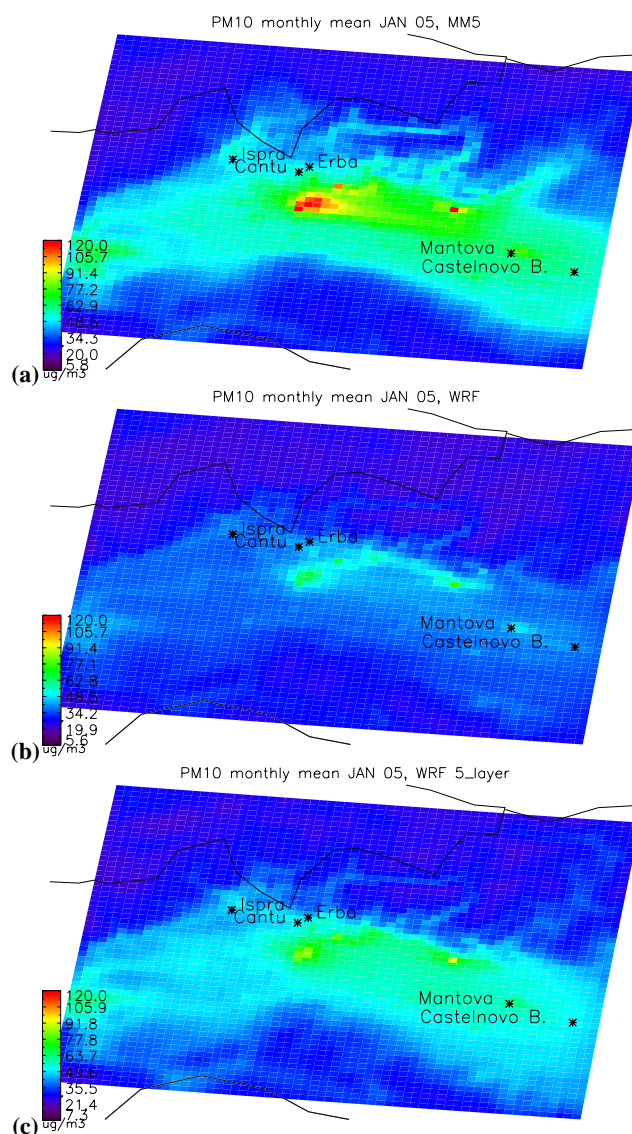 PM10 monthly mean JAN 05, MM5
Ispra
Cantu
Erba
Mantova
Castelnovo B.
120.0
105.7
91.4
77.2
62.9
48.6
34.3
20.0
5.8
ug/m3
(a)
PM10 monthly mean JAN 05, WRF
Ispra
Cantu
Erba
Mantova
Castelnovo B.
120.0
105.7
91.4
77.1
62.8
48.5
34.2
19.9
5.6
ug/m3
(b)
PM10 monthly mean JAN 05, WRF 5_layer
Ispra
Cantu
Erba
Mantova
Castelnovo B.
120.0
105.9
91.8
77.8
63.7
49.6
35.5
21.4
7.3
ug/m3
(c)